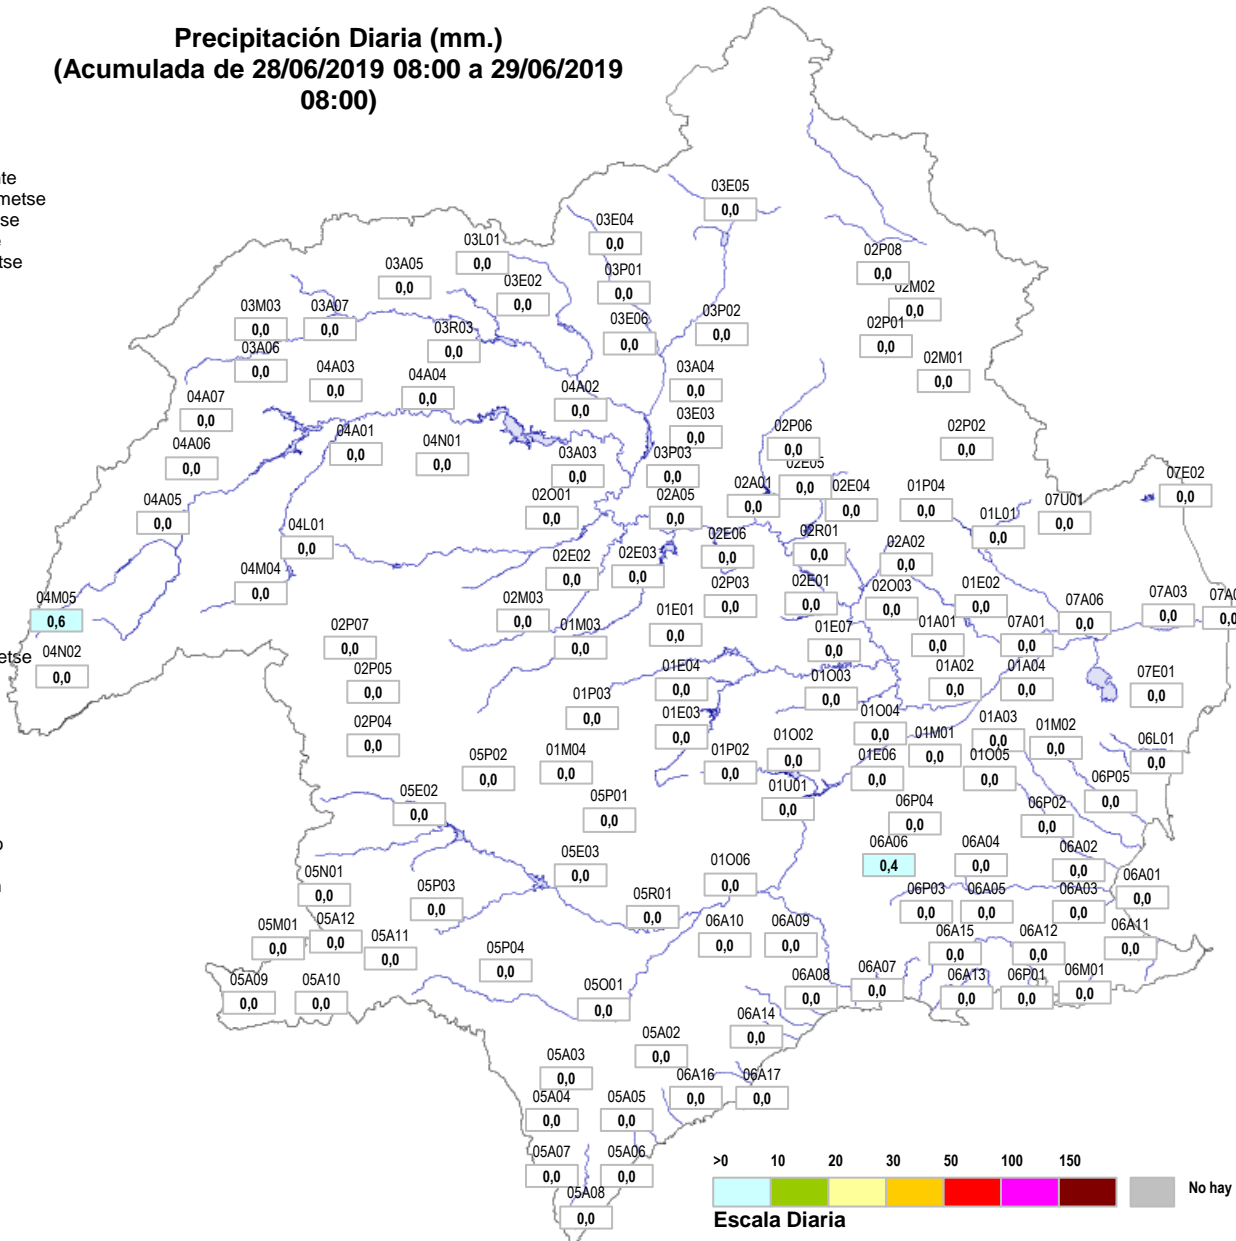 Precipitación Diaria (mm.)
(Acumulada de 28/06/2019 08:00 a 29/06/2019
08:00)
03E05
0,0
03E04
0,0
03L01
0,0
02P08
0,0
03A05
0,0
03E02
0,0
03P01
0,0
02M02
0,0
03M03
0,0
03A07
0,0
03R03
0,0
03E06
0,0
03P02
0,0
02P01
0,0
03A06
0,0
04A03
0,0
04A04
0,0
04A02
0,0
03A04
0,0
02M01
0,0
04A07
0,0
03E03
0,0
04A06
0,0
04A01
0,0
04N01
0,0
03A03
0,0
03P03
0,0
02P06
0,0
02P02
0,0
02E05
0,0
04A05
0,0
02O01
0,0
02A05
0,0
02A01
0,0
02E04
0,0
01P04
0,0
01L01
0,0
07U01
0,0
07E02
0,0
04L01
0,0
02E06
0,0
02R01
0,0
02A02
0,0
04M04
0,0
02E02
0,0
02E03
0,0
02P03
0,0
02E01
0,0
02O03
0,0
01E02
0,0
07A06
0,0
07A03
0,0
04M05
0,6
02M03
0,0
01M03
0,0
01E01
0,0
01E07
0,0
01A01
0,0
07A01
0,0
04N02
0,0
02P07
0,0
02P05
0,0
01E04
0,0
01O03
0,0
01A02
0,0
01A04
0,0
07E01
0,0
02P04
0,0
01P03
0,0
01E03
0,0
01O04
0,0
01M01
0,0
01A03
0,0
01M02
0,0
06L01
0,0
05P02
0,0
01M04
0,0
01P02
0,0
01O02
0,0
01E06
0,0
01O05
0,0
06P05
0,0
05E02
0,0
05P01
0,0
01U01
0,0
06P04
0,0
06P02
0,0
05E03
0,0
01O06
0,0
06A06
0,4
06A04
0,0
06A02
0,0
05N01
0,0
05P03
0,0
05R01
0,0
06P03
0,0
06A05
0,0
06A03
0,0
06A01
0,0
05M01
0,0
05A12
0,0
05A11
0,0
05P04
0,0
06A10
0,0
06A09
0,0
06A15
0,0
06A12
0,0
06A11
0,0
05A09
0,0
05A10
0,0
05O01
0,0
06A08
0,0
06A07
0,0
06A13
0,0
06P01
0,0
06M01
0,0
06A14
0,0
05A02
0,0
05A03
0,0
06A16
0,0
06A17
0,0
05A04
0,0
05A05
0,0
05A07
0,0
05A06
0,0
05A08
0,0
>0 10 20 30 50 100 150
No hay
Escala Diaria